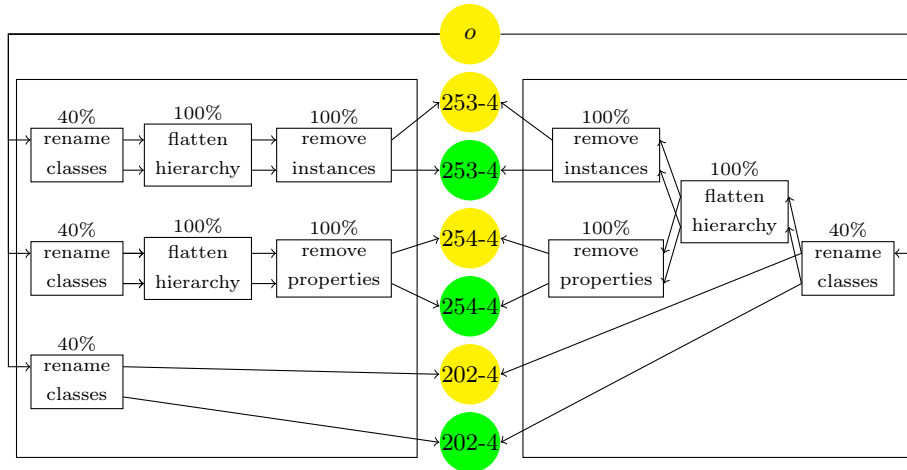 o
253-4
253-4
254-4
254-4
202-4
202-4
40%
rename
classes
100%
flatten
hierarchy
100%
remove
instances
40%
rename
classes
100%
flatten
hierarchy
100%
remove
properties
40%
rename
classes
100%
remove
instances
100%
remove
properties
100%
flatten
hierarchy
40%
rename
classes